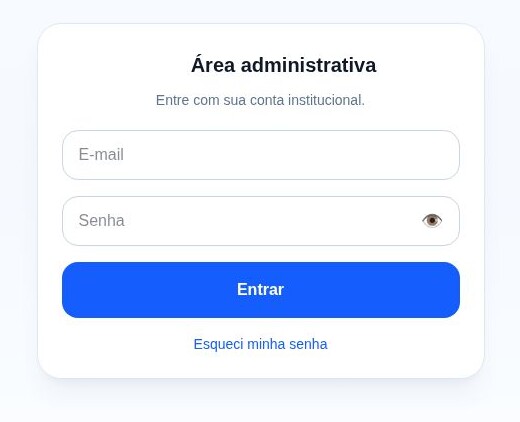 Área administrativa
Entre com sua conta institucional.
E-mail
Senha
Entrar
Esqueci minha senha